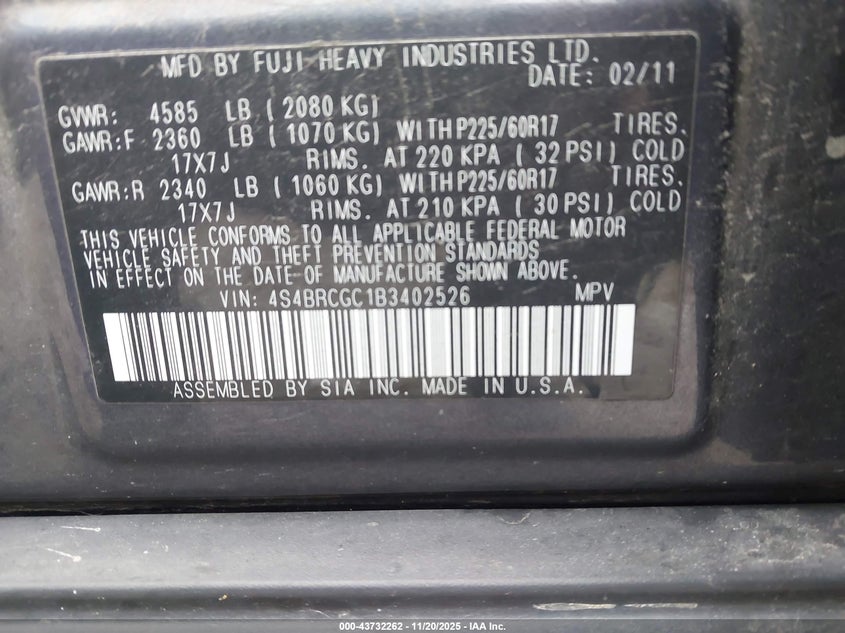 MFD BY FUJI HEAVY INDUSTRIES LTD.
DATE: 02/11
GVWR: 4585 LB ( 2080 KG)
GAWR:F 2360 LB ( 1070 KG) WITH P225/60R17 TIRES.
17X7J RIMS. AT 220 KPA ( 32 PSI) COLD
GAWR:R 2340 LB ( 1060 KG) WITH P225/60R17 TIRES.
17X7J RIMS. AT 210 KPA ( 30 PSI) COLD
THIS VEHICLE CONFORMS TO ALL APPLICABLE FEDERAL MOTOR
VEHICLE SAFETY AND THEFT PREVENTION STANDARDS
IN EFFECT ON THE DATE OF MANUFACTURE SHOWN ABOVE.
VIN: 4S4BRCGC1B3402526 MPV
ASSEMBLED BY SIA INC. MADE IN U.S.A.
000-43732262 - 11/20/2025 - IAA Inc.